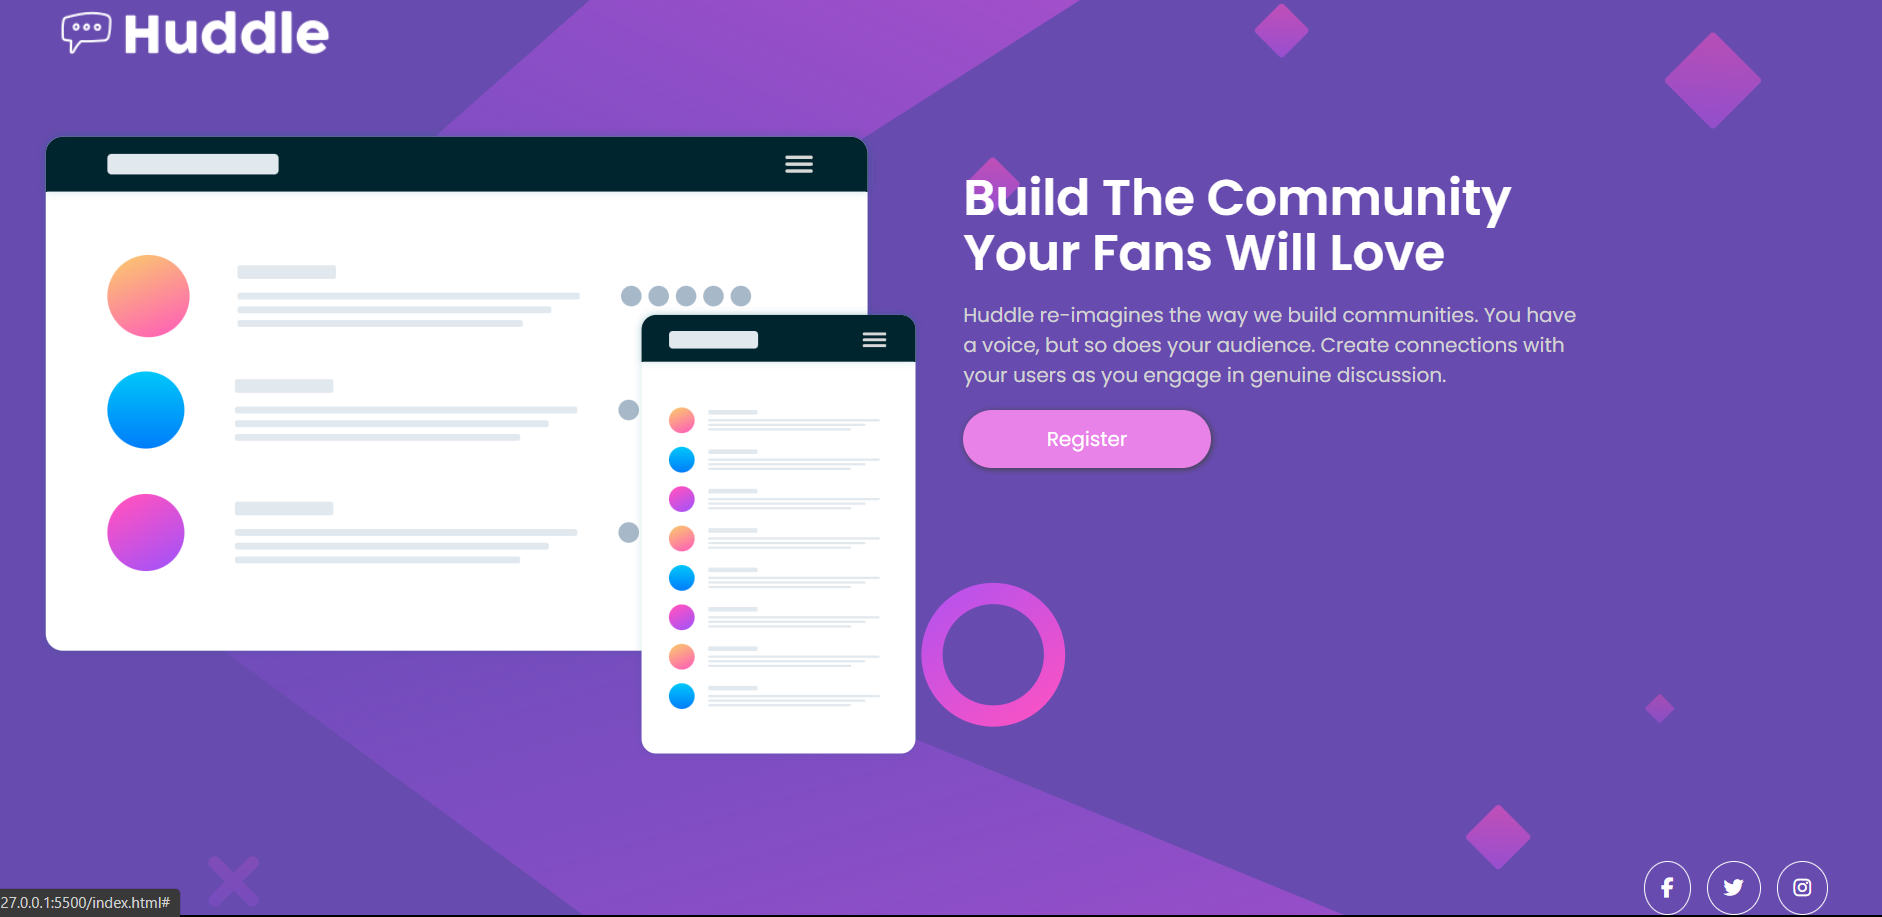 Huddle
Build The Community
Your Fans Will Love
Huddle re-imagines the way we build communities. You have
a voice, but so does your audience. Create connections with
your users as you engage in genuine discussion.
Register
27.0.0.1:5500/index.html#